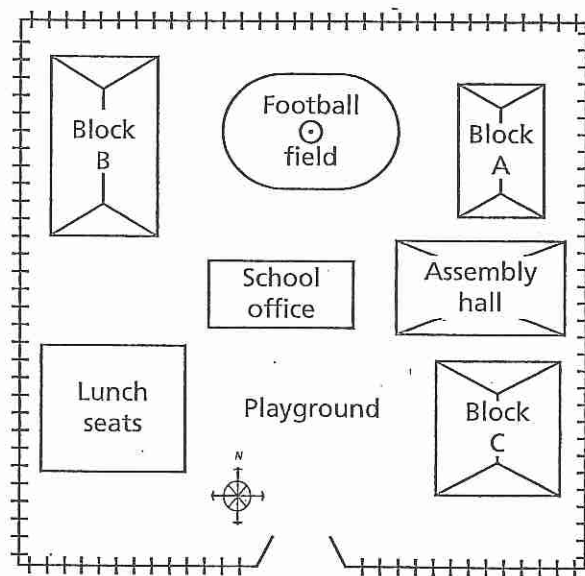 Football
field
Block
B
Block
A
School
office
Assembly
hall
Lunch
seats
Playground
Block
C
N